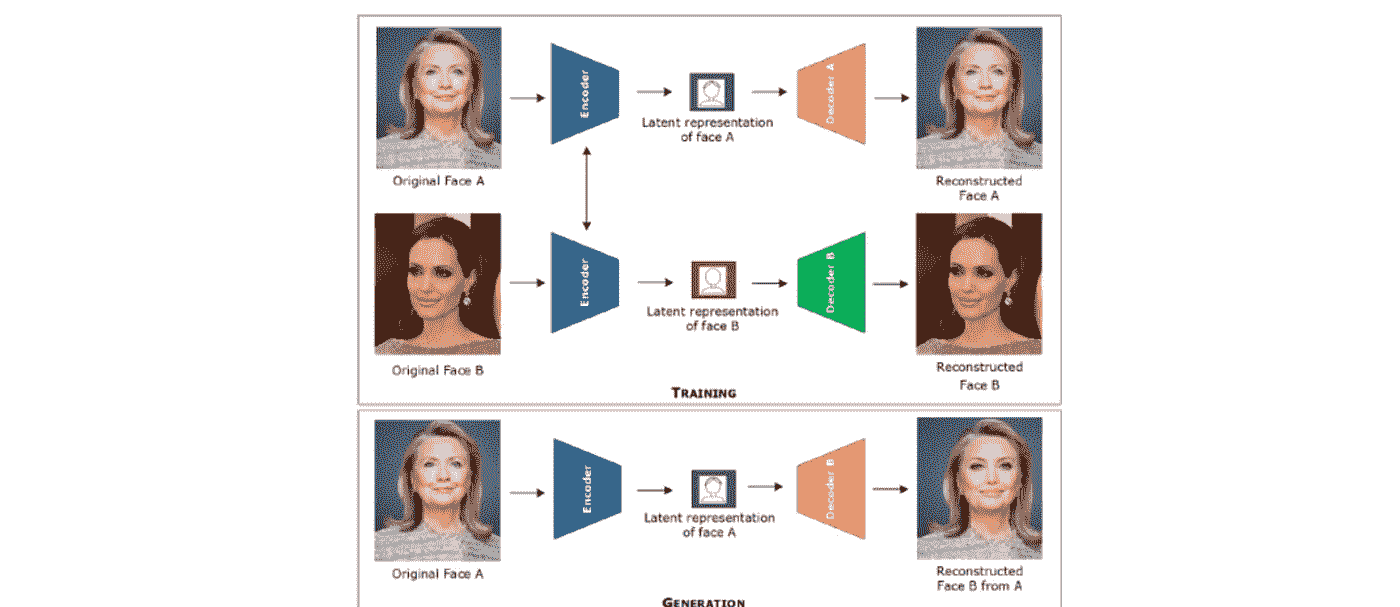 Encoder
Latent representation
of face A
Decoder A
Original Face A
Reconstructed
Face A
Encoder
Latent representation
of face B
Decoder B
Original Face B
Reconstructed
Face B
TRAINING
Encoder
Latent representation
of face A
Decoder B
Original Face A
Reconstructed
Face B from A
GENERATION